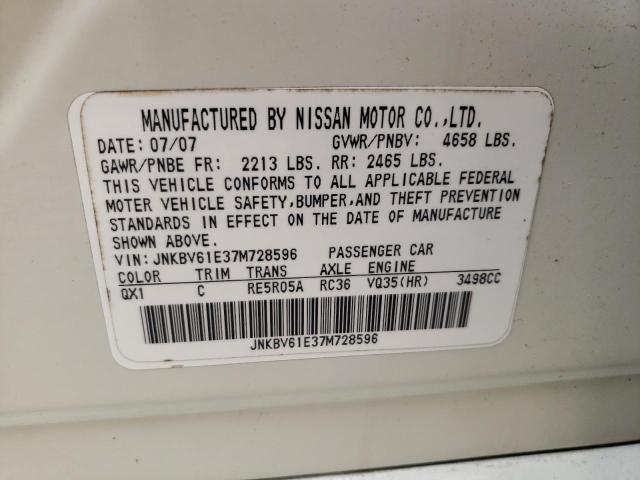 MANUFACTURED BY NISSAN MOTOR CO.,LTD.
DATE: 07/07 GVWR/PNBV: 4658 LBS.
GAWR/PNBE FR: 2213 LBS. RR: 2465 LBS.
THIS VEHICLE CONFORMS TO ALL APPLICABLE FEDERAL
MOTOR VEHICLE SAFETY,BUMPER,AND THEFT PREVENTION
STANDARDS IN EFFECT ON THE DATE OF MANUFACTURE
SHOWN ABOVE.
VIN: JNKBV61E37M728596 PASSENGER CAR
COLOR TRIM TRANS AXLE ENGINE
QX1 C RE5R05A RC36 VQ35(HR) 3498CC
JNKBV61E37M728596